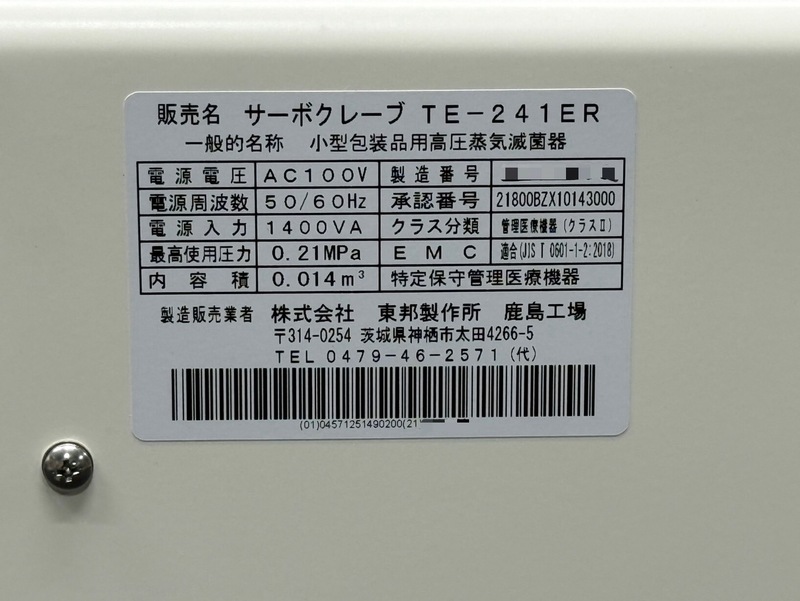 販売名 サーボクレーブ TE-241ER
一般的名称 小型包装品用高圧蒸気滅菌器
電源電圧 AC100V 製造番号
電源周波数 50/60Hz 承認番号 21800BZX10143000
電源入力 1400VA クラス分類 管理医療機器(クラスⅡ)
最高使用圧力 0.21MPa EMC 適合(JIS T 0601-1-2:2018)
内容積 0.014m³ 特定保守管理医療機器
製造販売業者 株式会社 東邦製作所 鹿島工場
〒314-0254 茨城県神栖市太田4266-5
TEL 0479-46-2571(代)
(01)04571251490200(21